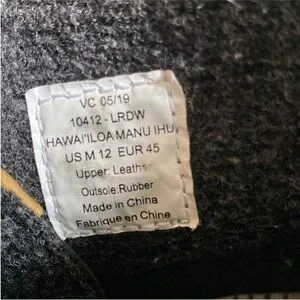 VC 05/19
10412 - LRDW
HAWAI'ILOA MANU IHU
US M 12 EUR 45
Upper: Leather
Outsole: Rubber
Made in China
Fabrique en Chine